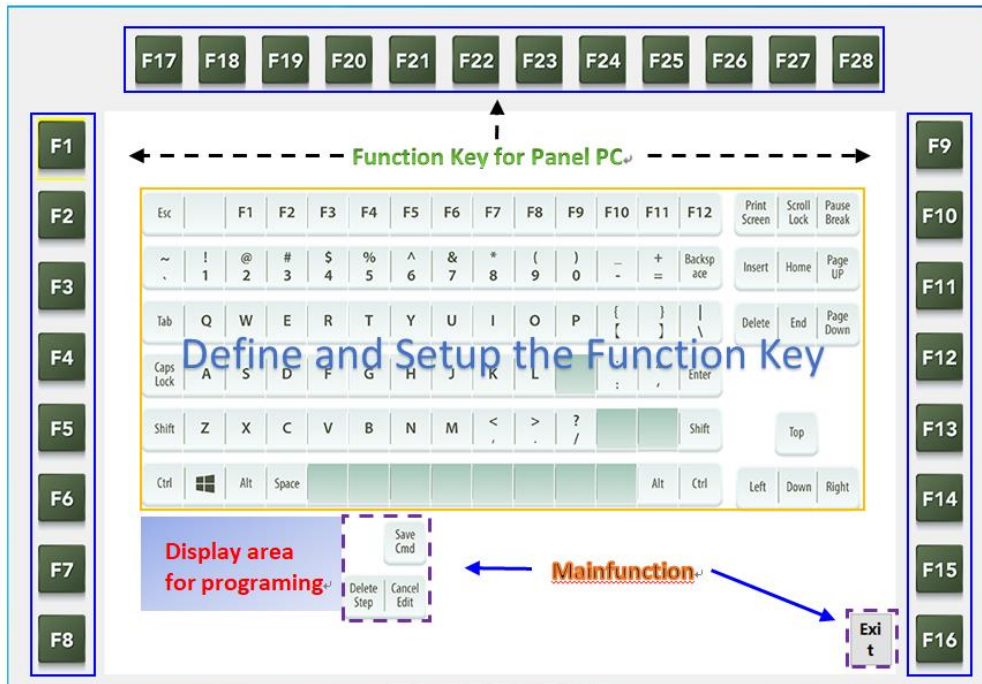 F17 F18 F19 F20 F21 F22 F23 F24 F25 F26 F27 F28
F1
F2
F3
F4
F5
F6
F7
F8
Function Key for Panel PC
Esc F1 F2 F3 F4 F5 F6 F7 F8 F9 F10 F11 F12
Print Screen
Scroll Lock
Pause Break
~ ! @ # $ % ^ & * ( ) _ +
` 1 2 3 4 5 6 7 8 9 0 - =
Backsp
ace
Insert Home
Page UP
Tab Q W E R T Y U I O P { } |
[ ] \
Delete End
Page Down
Define and Setup the Function Key
Caps Lock
A S D F G H J K L : ; , Enter
Shift Z X C V B N M < > ?
, . /
Shift
Top
Ctrl Alt Space Alt Ctrl
Left Down Right
Display area
for programing
Save
Cmd
Delete
Step
Cancel
Edit
Mainfunction
Exi
t
F9
F10
F11
F12
F13
F14
F15
F16